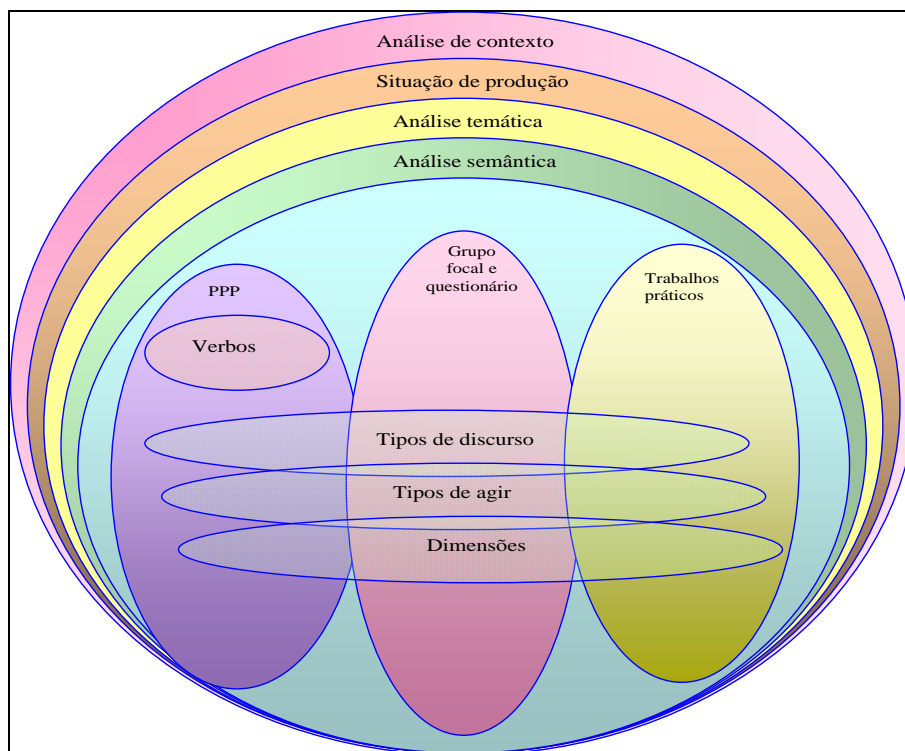 Análise de contexto
Situação de produção
Análise temática
Análise semântica
Grupo
focal e
questionário
PPP
Trabalhos
práticos
Verbos
Tipos de discurso
Tipos de agir
Dimensões